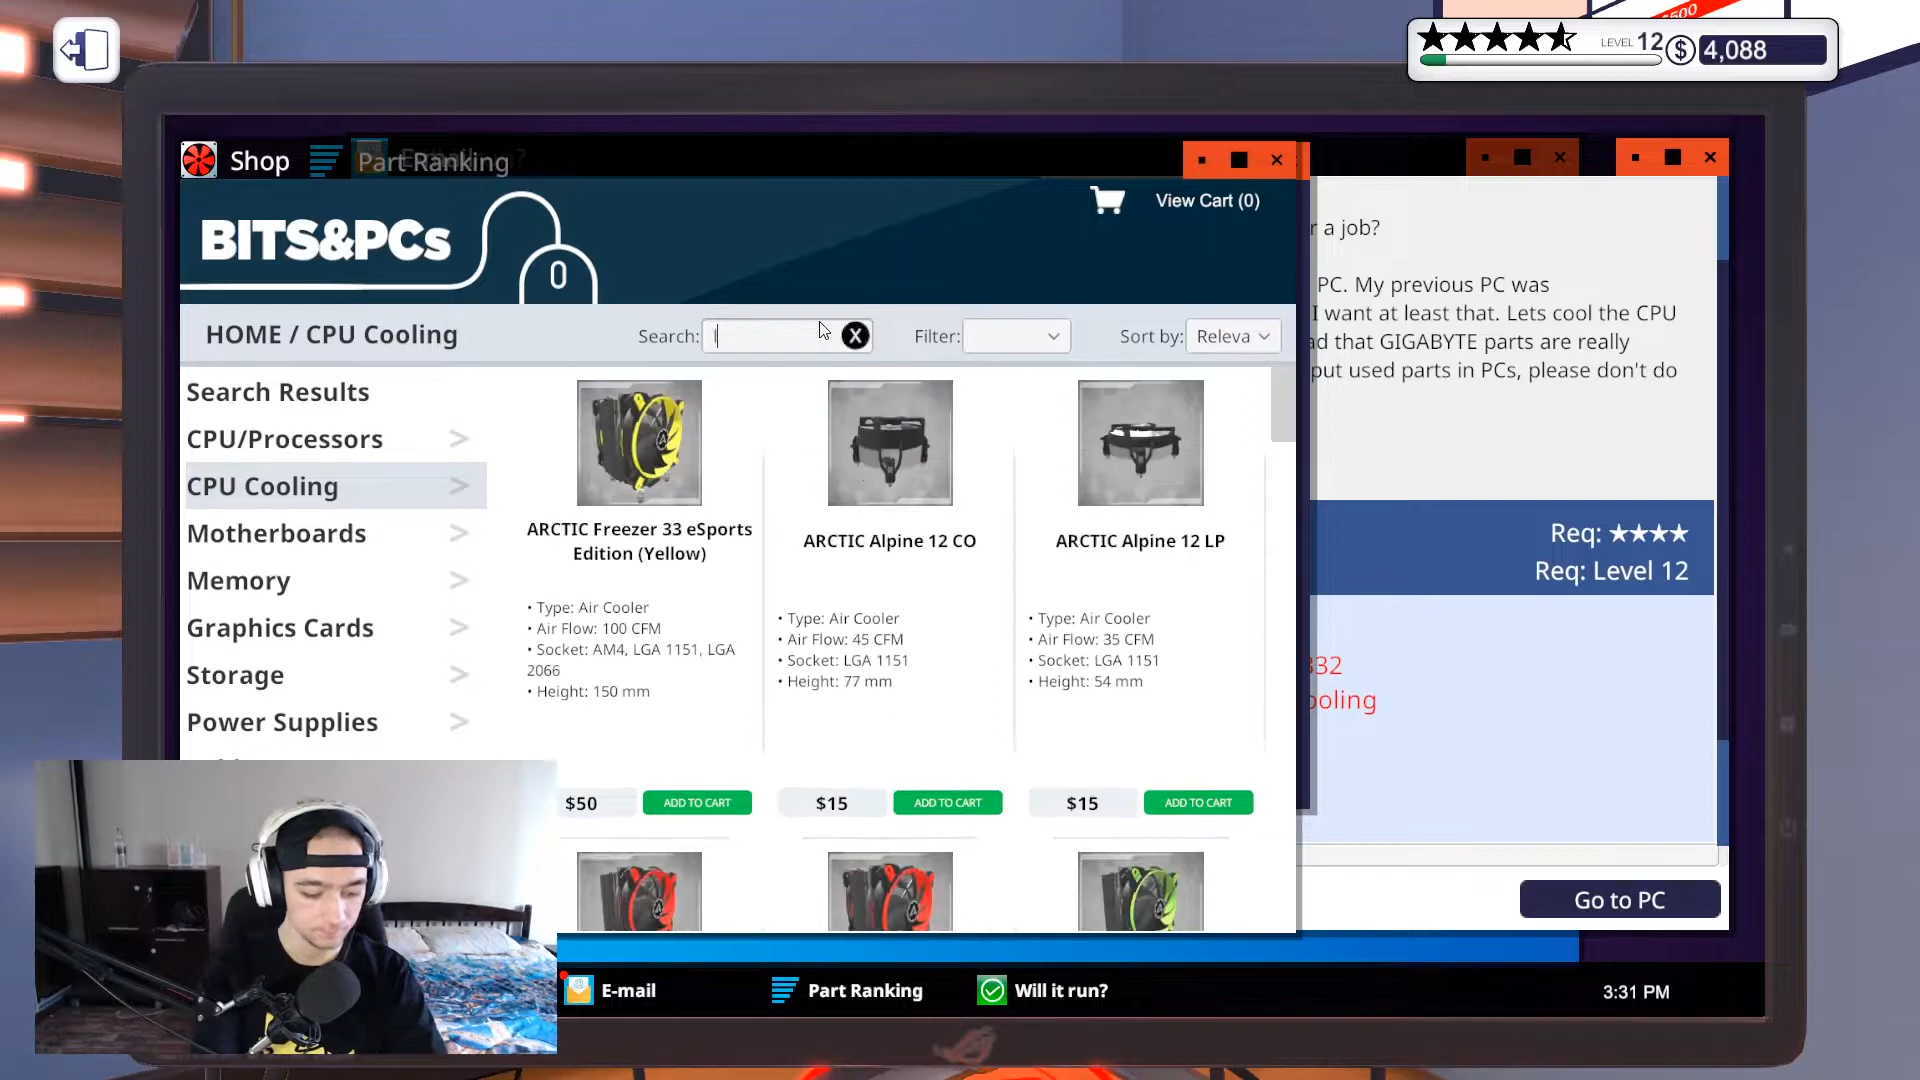 $500
LEVEL 12 $ 4,088
Shop Part Ranking
BITS&PCs
View Cart (0)
r a job?
PC. My previous PC was
I want at least that. Lets cool the CPU
ad that GIGABYTE parts are really
put used parts in PCs, please don't do
HOME / CPU Cooling
Search: Filter: Sort by: Releva
Search Results
CPU/Processors
CPU Cooling
Motherboards
Memory
Graphics Cards
Storage
Power Supplies
ARCTIC Freezer 33 eSports
Edition (Yellow)
• Type: Air Cooler
• Air Flow: 100 CFM
• Socket: AM4, LGA 1151, LGA
2066
• Height: 150 mm
$50 ADD TO CART
ARCTIC Alpine 12 CO
• Type: Air Cooler
• Air Flow: 45 CFM
• Socket: LGA 1151
• Height: 77 mm
$15 ADD TO CART
ARCTIC Alpine 12 LP
• Type: Air Cooler
• Air Flow: 35 CFM
• Socket: LGA 1151
• Height: 54 mm
$15 ADD TO CART
Req: ★★★★
Req: Level 12
332
ooling
Go to PC
E-mail
Part Ranking
Will it run?
3:31 PM